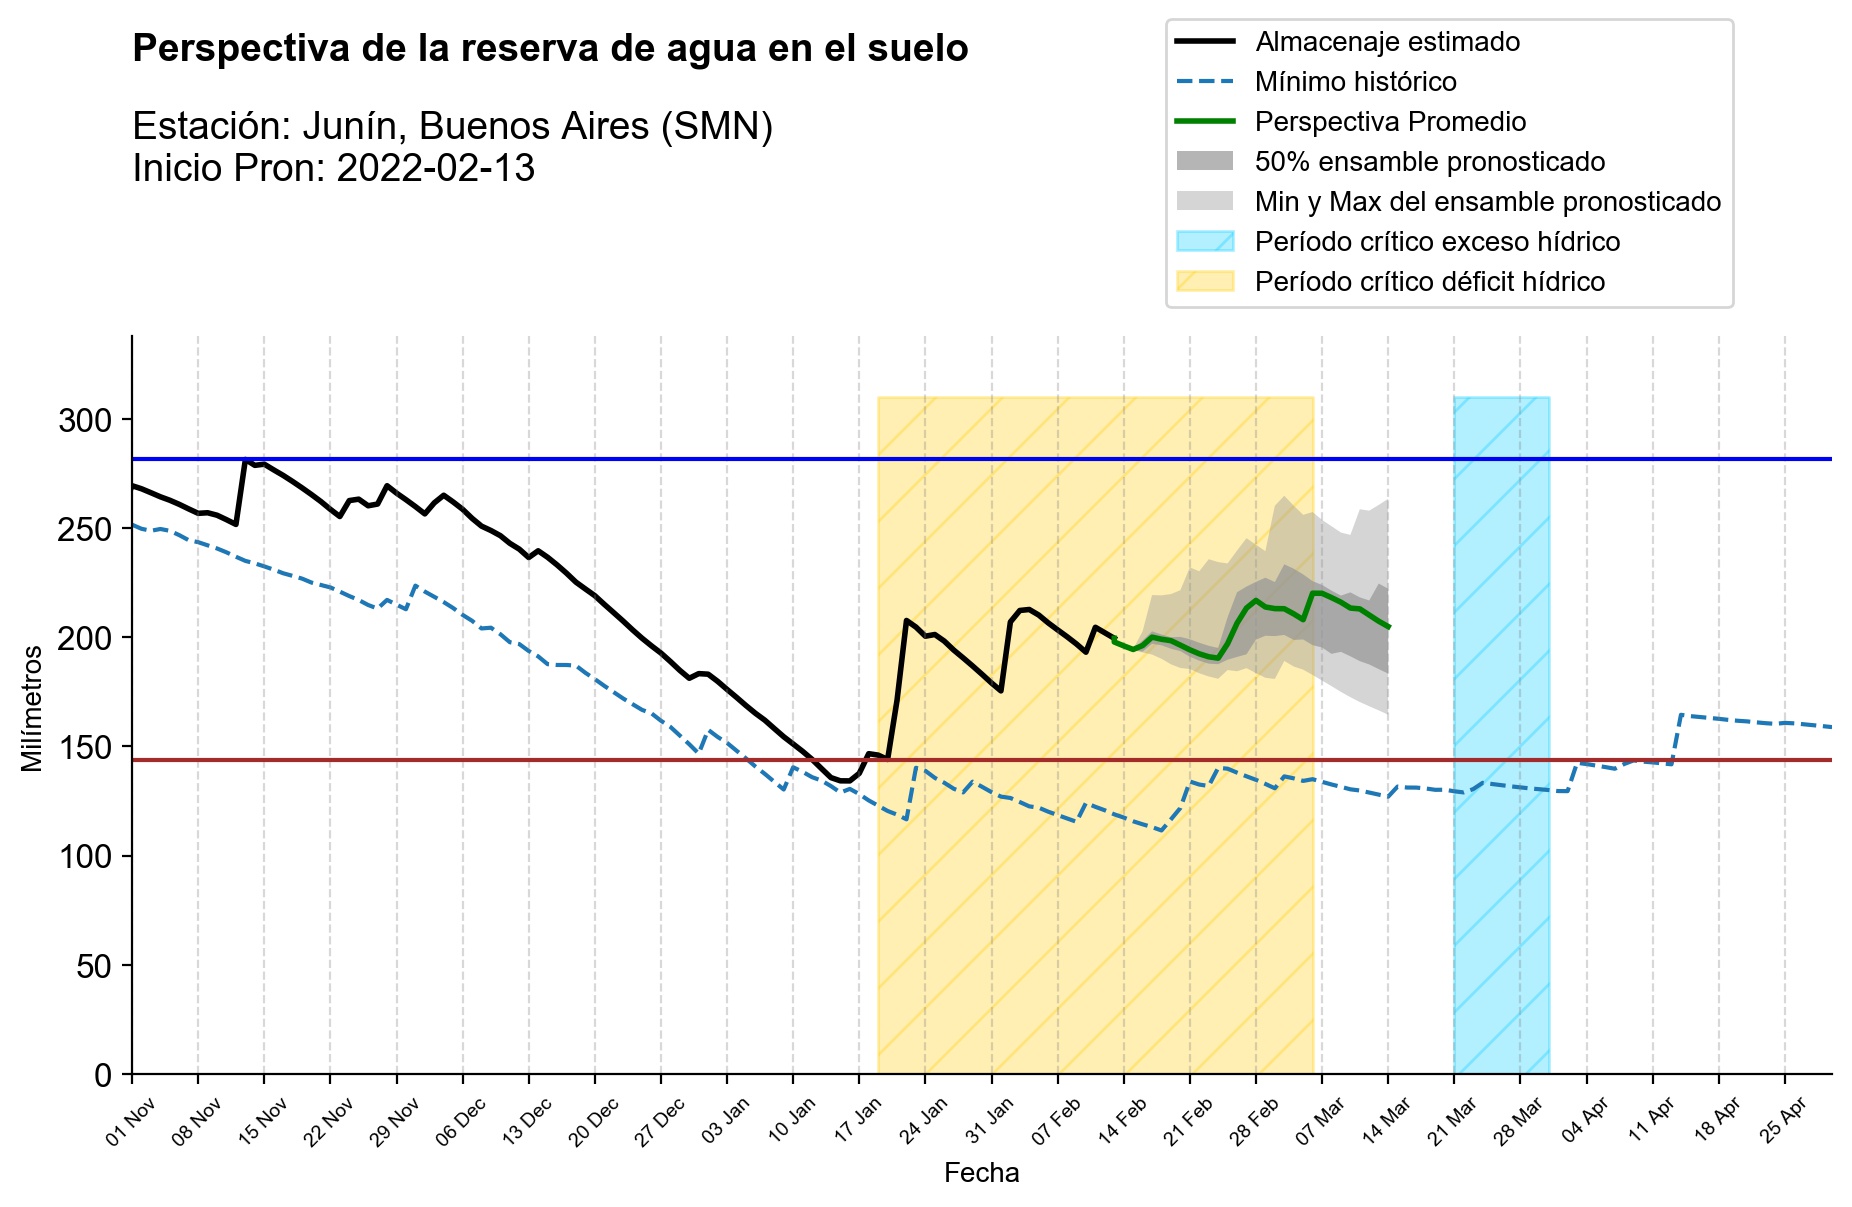 Perspectiva de la reserva de agua en el suelo
Estación: Junín, Buenos Aires (SMN)
Inicio Pron: 2022-02-13
Almacenaje estimado
Mínimo histórico
Perspectiva Promedio
50% ensamble pronosticado
Min y Max del ensamble pronosticado
Período crítico exceso hídrico
Período crítico déficit hídrico
Milímetros
300
250
200
150
100
50
0
01 Nov
08 Nov
15 Nov
22 Nov
29 Nov
06 Dec
13 Dec
20 Dec
27 Dec
03 Jan
10 Jan
17 Jan
24 Jan
31 Jan
07 Feb
14 Feb
21 Feb
28 Feb
07 Mar
14 Mar
21 Mar
28 Mar
04 Apr
11 Apr
18 Apr
25 Apr
Fecha